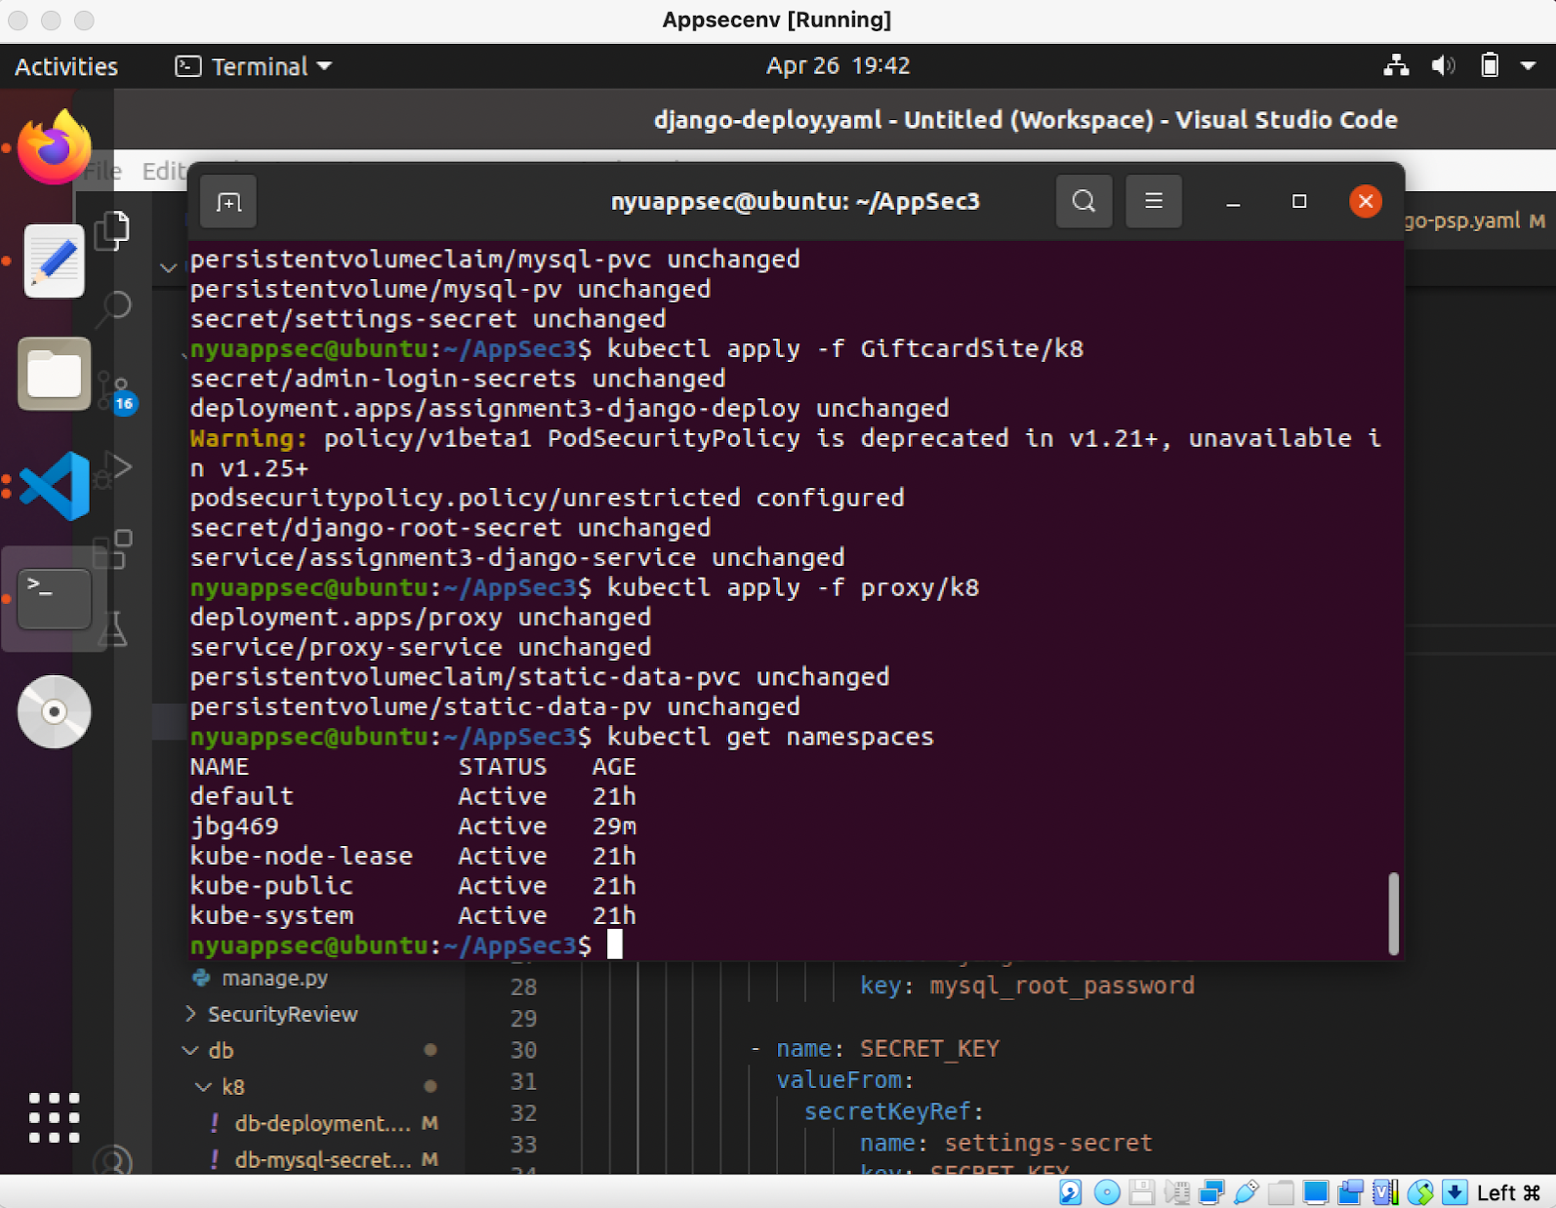 Appsecenv [Running]
Activities
Terminal
Apr 26 19:42
django-deploy.yaml - Untitled (Workspace) - Visual Studio Code
File Edit
nyuappsec@ubuntu: ~/AppSec3
go-psp.yaml M
persistentvolumeclaim/mysql-pvc unchanged
persistentvolume/mysql-pv unchanged
secret/settings-secret unchanged
nyuappsec@ubuntu:~/AppSec3$ kubectl apply -f GiftcardSite/k8
secret/admin-login-secrets unchanged
deployment.apps/assignment3-django-deploy unchanged
Warning: policy/v1beta1 PodSecurityPolicy is deprecated in v1.21+, unavailable i
n v1.25+
podsecuritypolicy.policy/unrestricted configured
secret/django-root-secret unchanged
service/assignment3-django-service unchanged
nyuappsec@ubuntu:~/AppSec3$ kubectl apply -f proxy/k8
deployment.apps/proxy unchanged
service/proxy-service unchanged
persistentvolumeclaim/static-data-pvc unchanged
persistentvolume/static-data-pv unchanged
nyuappsec@ubuntu:~/AppSec3$ kubectl get namespaces
NAME STATUS AGE
default Active 21h
jbg469 Active 29m
kube-node-lease Active 21h
kube-public Active 21h
kube-system Active 21h
nyuappsec@ubuntu:~/AppSec3$
16
manage.py
SecurityReview
db
k8
db-deployment.... M
db-mysql-secret... M
28 key: mysql_root_password
29
30 - name: SECRET_KEY
31 valueFrom:
32 secretKeyRef:
33 name: settings-secret
34 key: SECRET_KEY
Left ⌘